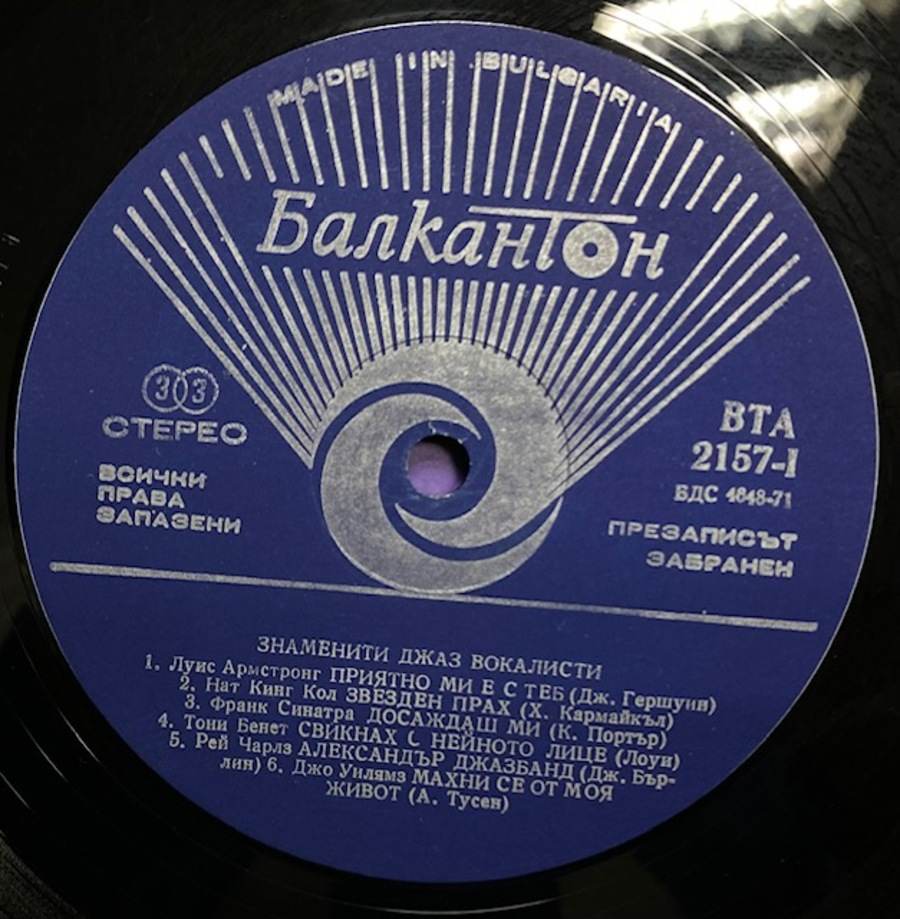 MADE IN BULGARIA
Балкантон
33
СТЕРЕО
ВСИЧКИ
ПРАВА
ЗАПАЗЕНИ
ВТА
2157-I
БДС 4648-71
ПРЕЗАПИСЪТ
ЗАБРАНЕН
ЗНАМЕНИТИ ДЖАЗ ВОКАЛИСТИ
1. Луис Армстронг ПРИЯТНО МИ Е С ТЕБ (Дж. Гершуин)
2. Нат Кинг Кол ЗВЕЗДЕН ПРАХ (Х. Кармайкъл)
3. Франк Синатра ДОСАЖДАШ МИ (К. Портър)
4. Тони Бенет СВИКНАХ С НЕЙНОТО ЛИЦЕ (Лоуи)
5. Рей Чарлз АЛЕКСАНДЪР ДЖАЗБАНД (Дж. Бър-
лин) 6. Джо Уилямз МАХНИ СЕ ОТ МОЯ
ЖИВОТ (А. Тусен)